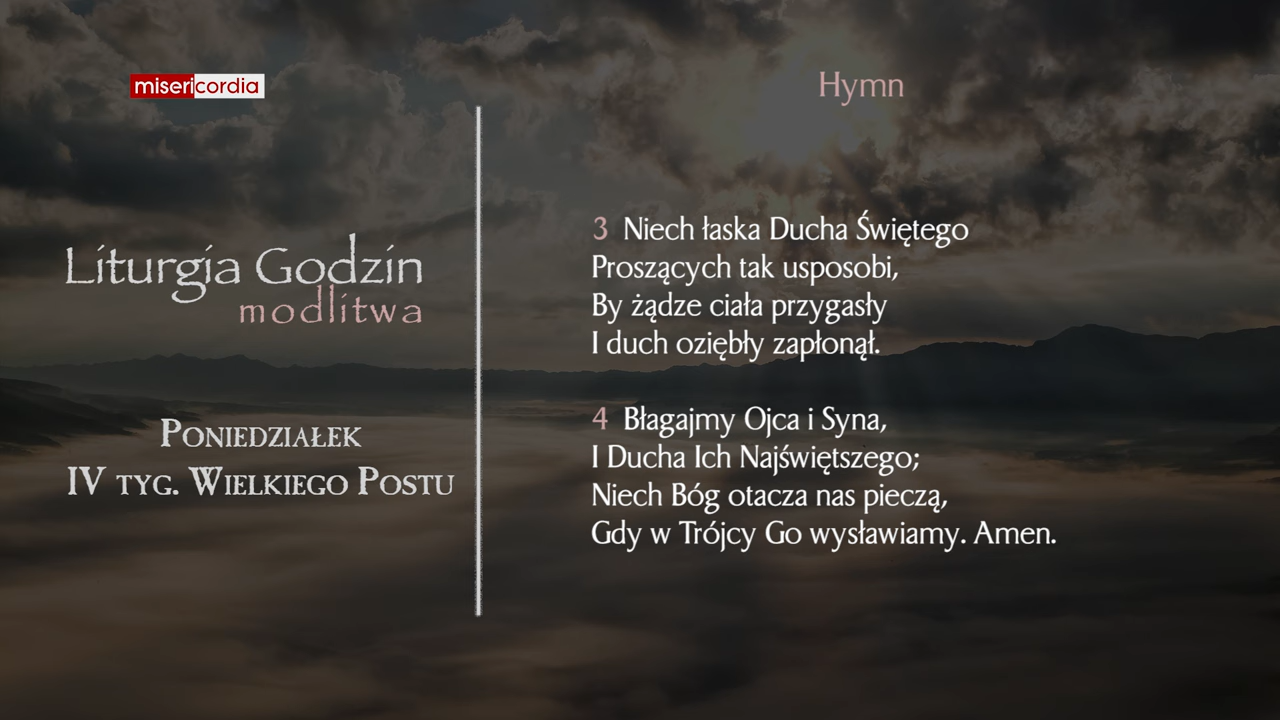 misericordia
Liturgia Godzin
modlitwa
Poniedziałek
IV tyg. Wielkiego Postu
Hymn
3 Niech łaska Ducha Świętego
Proszących tak usposobi,
By żądze ciała przygasły
I duch oziębły zapłonął.
4 Błagajmy Ojca i Syna,
I Ducha Ich Najświętszego;
Niech Bóg otacza nas pieczą,
Gdy w Trójcy Go wysławiamy. Amen.